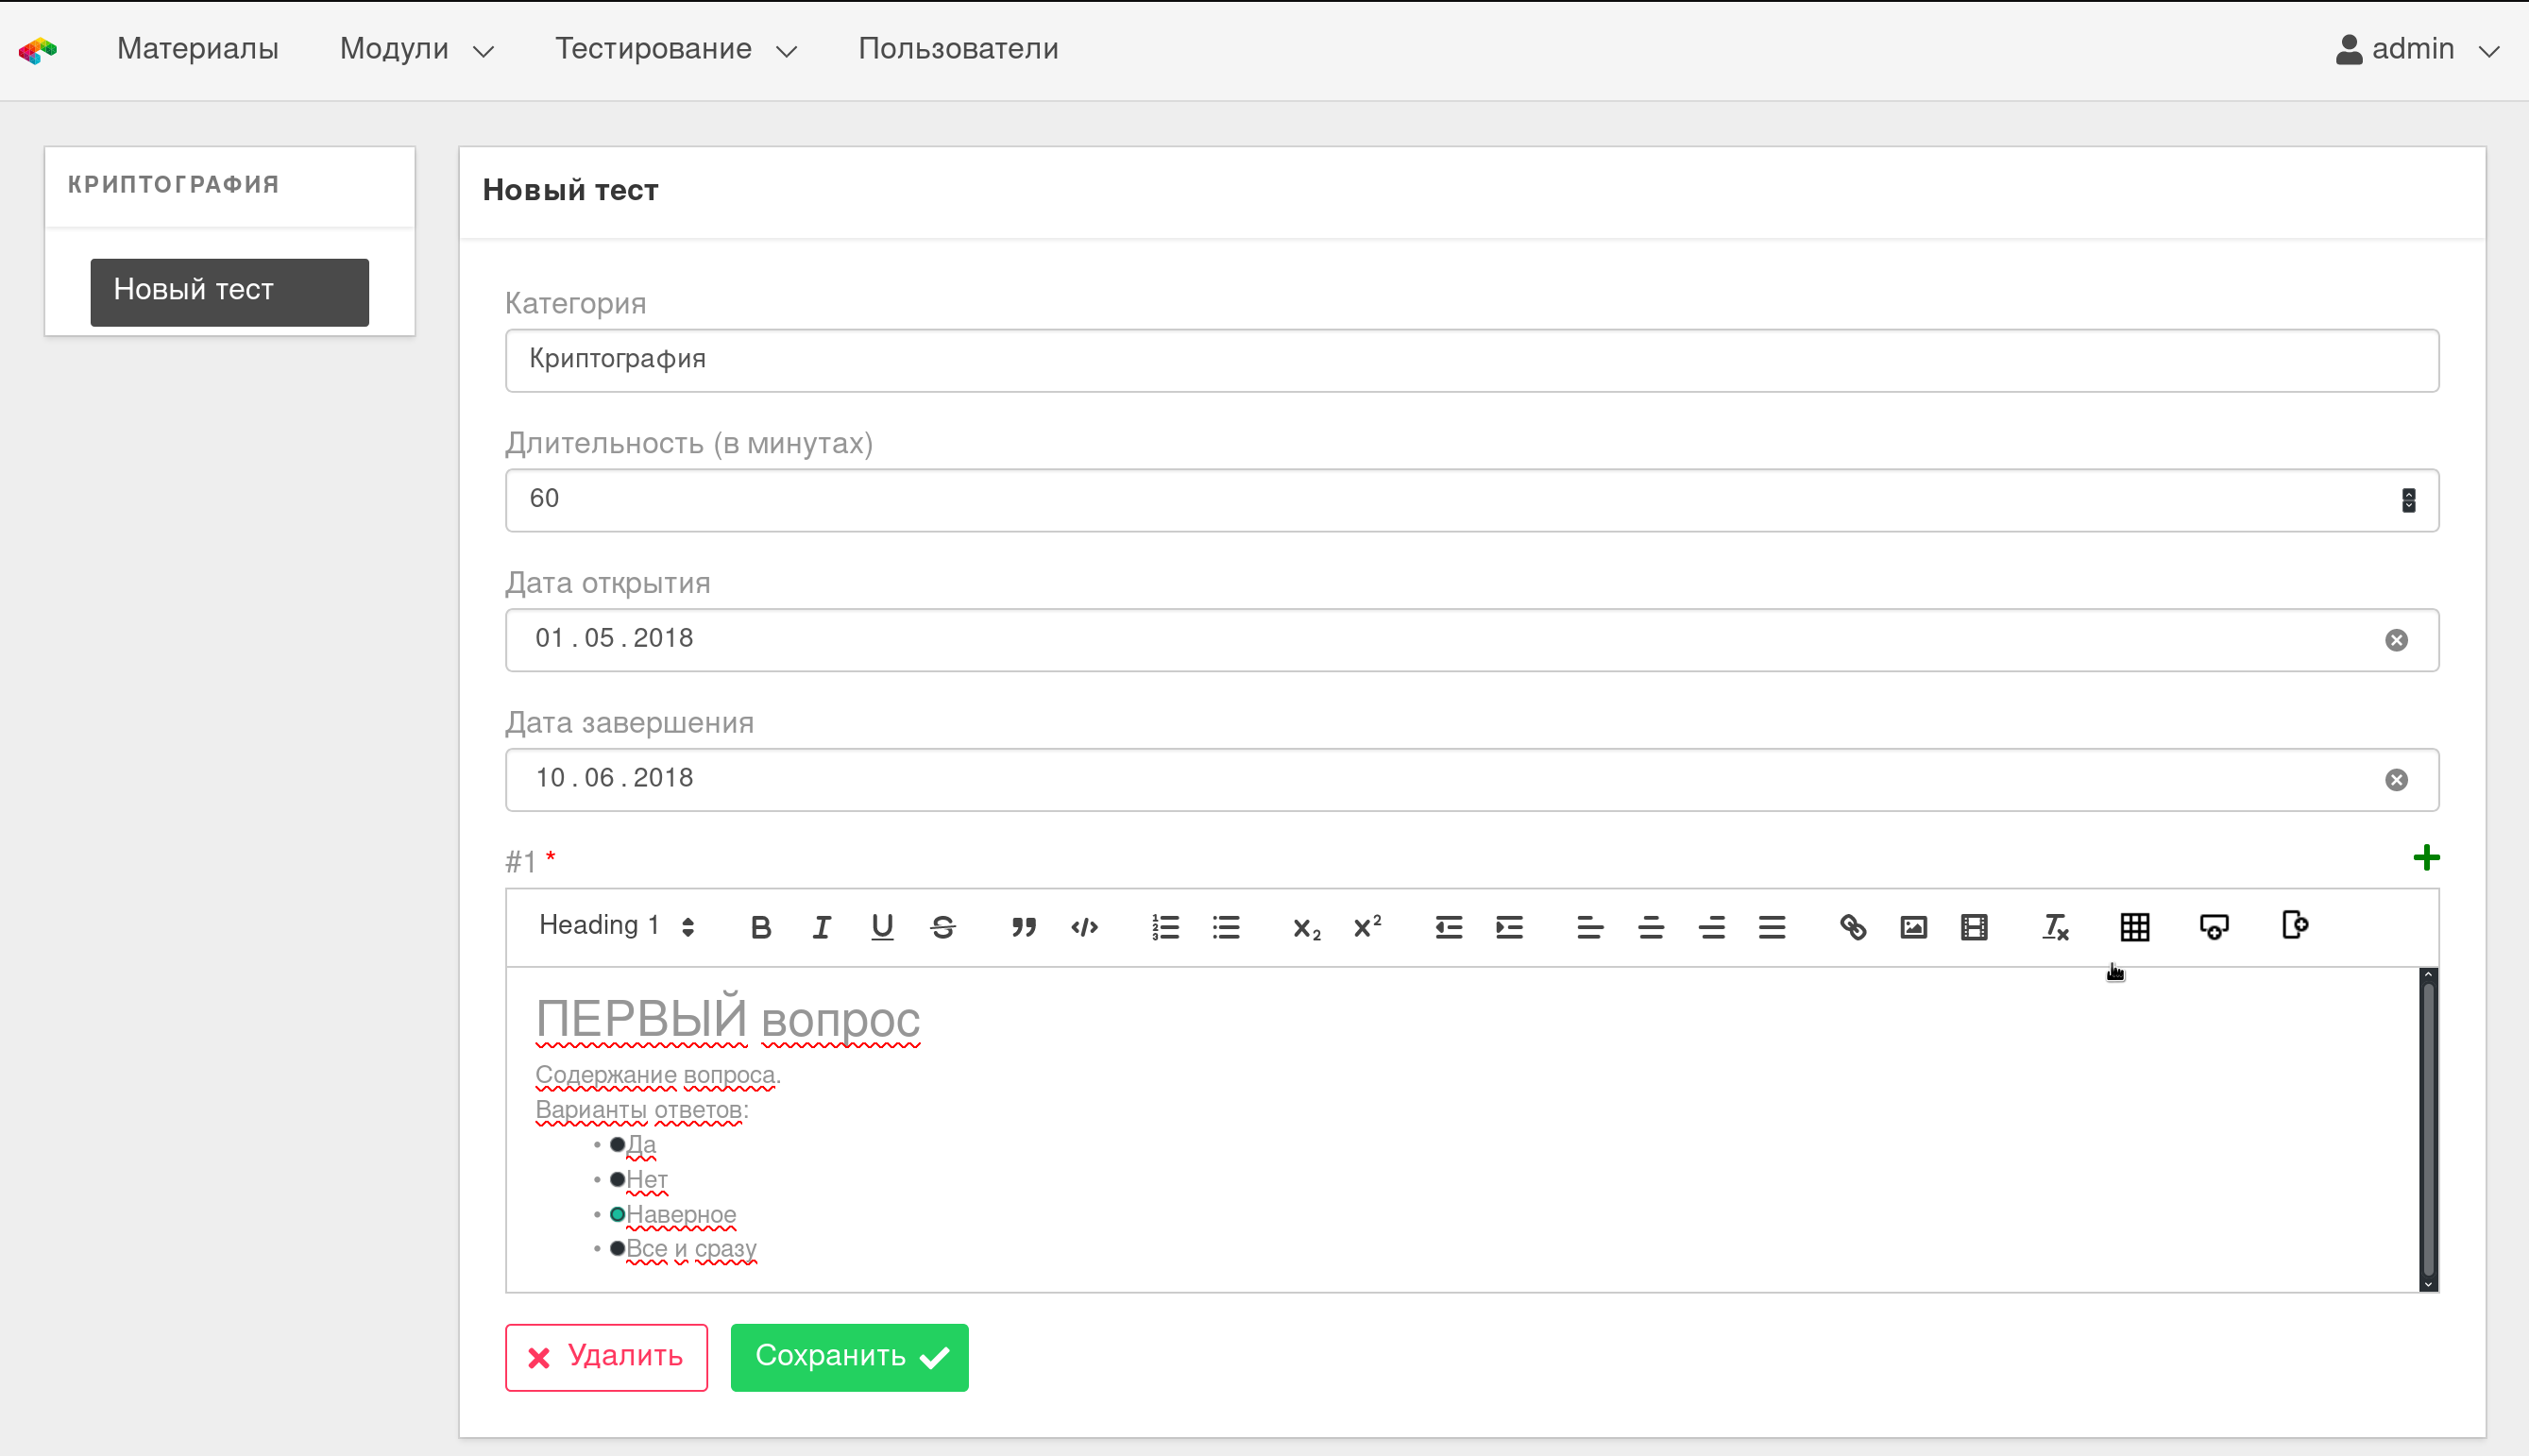 Материалы Модули Тестирование Пользователи admin
КРИПТОГРАФИЯ
Новый тест
Новый тест
Категория
Криптография
Длительность (в минутах)
60
Дата открытия
01 . 05 . 2018
Дата завершения
10 . 06 . 2018
#1 *
Heading 1
ПЕРВЫЙ вопрос
Содержание вопроса.
Варианты ответов:
Да
Нет
Наверное
Все и сразу
Удалить Сохранить